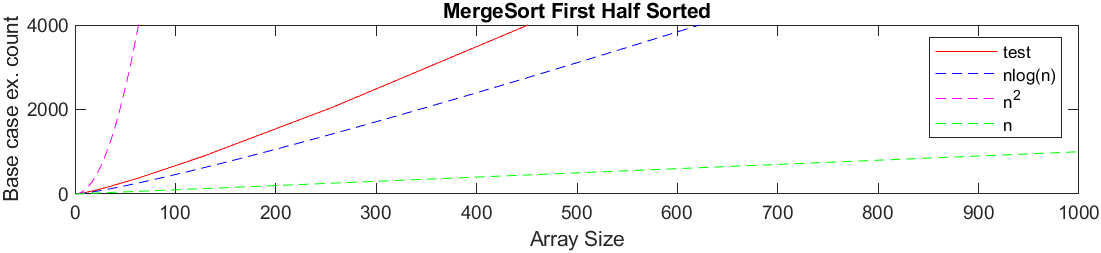 MergeSort First Half Sorted
Base case ex. count
4000
2000
0
0 100 200 300 400 500 600 700 800 900 1000
Array Size
test
nlog(n)
n²
n